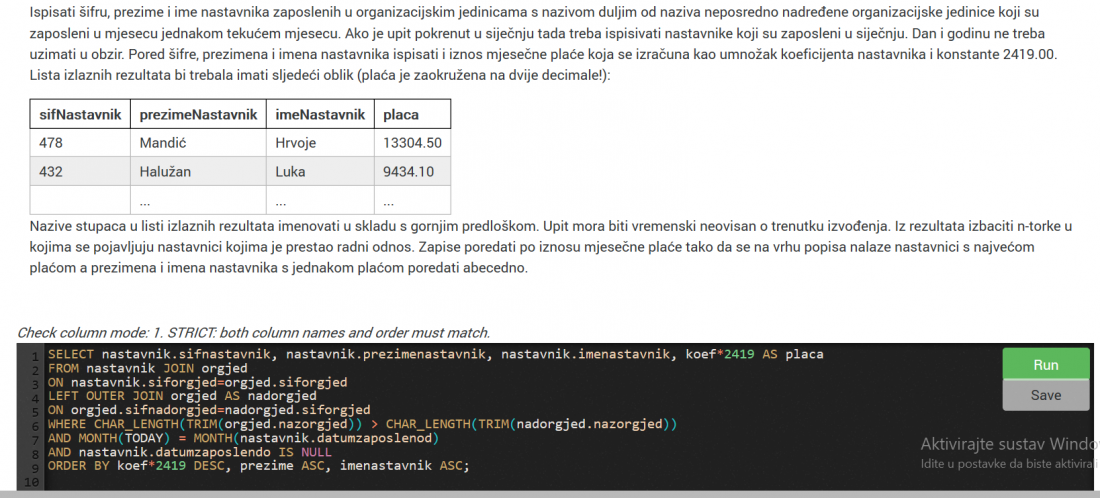 Ispisati šifru, prezime i ime nastavnika zaposlenih u organizacijskim jedinicama s nazivom duljim od naziva neposredno nadređene organizacijske jedinice koji su
zaposleni u mjesecu jednakom tekućem mjesecu. Ako je upit pokrenut u siječnju tada treba ispisivati nastavnike koji su zaposleni u siječnju. Dan i godinu ne treba
uzimati u obzir. Pored šifre, prezimena i imena nastavnika ispisati i iznos mjesečne plaće koja se izračuna kao umnožak koeficijenta nastavnika i konstante 2419.00.
Lista izlaznih rezultata bi trebala imati sljedeći oblik (plaća je zaokružena na dvije decimale!):
sifNastavnik prezimeNastavnik imeNastavnik placa
478 Mandić Hrvoje 13304.50
432 Halužan Luka 9434.10
... ... ...
Nazive stupaca u listi izlaznih rezultata imenovati u skladu s gornjim predloškom. Upit mora biti vremenski neovisan o trenutku izvođenja. Iz rezultata izbaciti n-torke u
kojima se pojavljuju nastavnici kojima je prestao radni odnos. Zapise poredati po iznosu mjesečne plaće tako da se na vrhu popisa nalaze nastavnici s najvećom
plaćom a prezimena i imena nastavnika s jednakom plaćom poredati abecedno.
Check column mode: 1. STRICT: both column names and order must match.
1 SELECT nastavnik.sifnastavnik, nastavnik.prezimenastavnik, nastavnik.imenastavnik, koef*2419 AS placa
2 FROM nastavnik JOIN orgjed
3 ON nastavnik.siforgjed=orgjed.siforgjed
4 LEFT OUTER JOIN orgjed AS nadorgjed
5 ON orgjed.sifnadorgjed=nadorgjed.siforgjed
6 WHERE CHAR_LENGTH(TRIM(orgjed.nazorgjed)) > CHAR_LENGTH(TRIM(nadorgjed.nazorgjed))
7 AND MONTH(TODAY) = MONTH(nastavnik.datumzaposlenod)
8 AND nastavnik.datumzaposlendo IS NULL
9 ORDER BY koef*2419 DESC, prezime ASC, imenastavnik ASC;
10
Run
Save
Aktivirajte sustav Windo
Idite u postavke da biste aktivirali